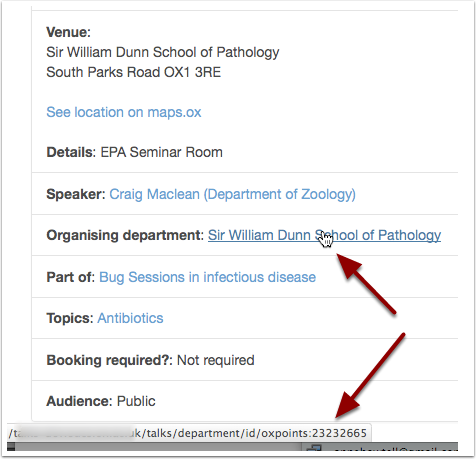 Venue:
Sir William Dunn School of Pathology
South Parks Road OX1 3RE
See location on maps.ox
Details: EPA Seminar Room
Speaker: Craig Maclean (Department of Zoology)
Organising department: Sir William Dunn School of Pathology
Part of: Bug Sessions in infectious disease
Topics: Antibiotics
Booking required?: Not required
Audience: Public
uk/talks/department/id/oxpoints:23232665